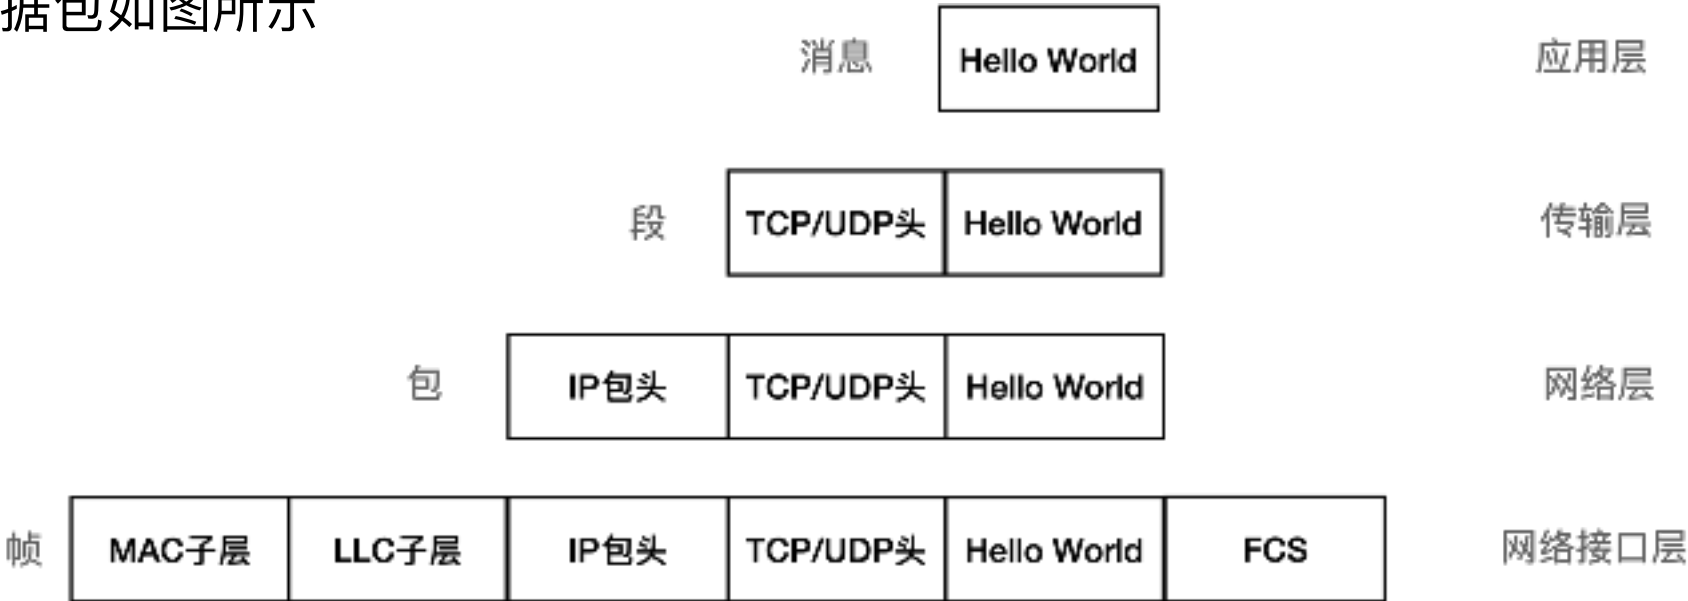 据包如图所示
消息 Hello World 应用层
段 TCP/UDP头 Hello World 传输层
包 IP包头 TCP/UDP头 Hello World 网络层
帧 MAC子层 LLC子层 IP包头 TCP/UDP头 Hello World FCS 网络接口层